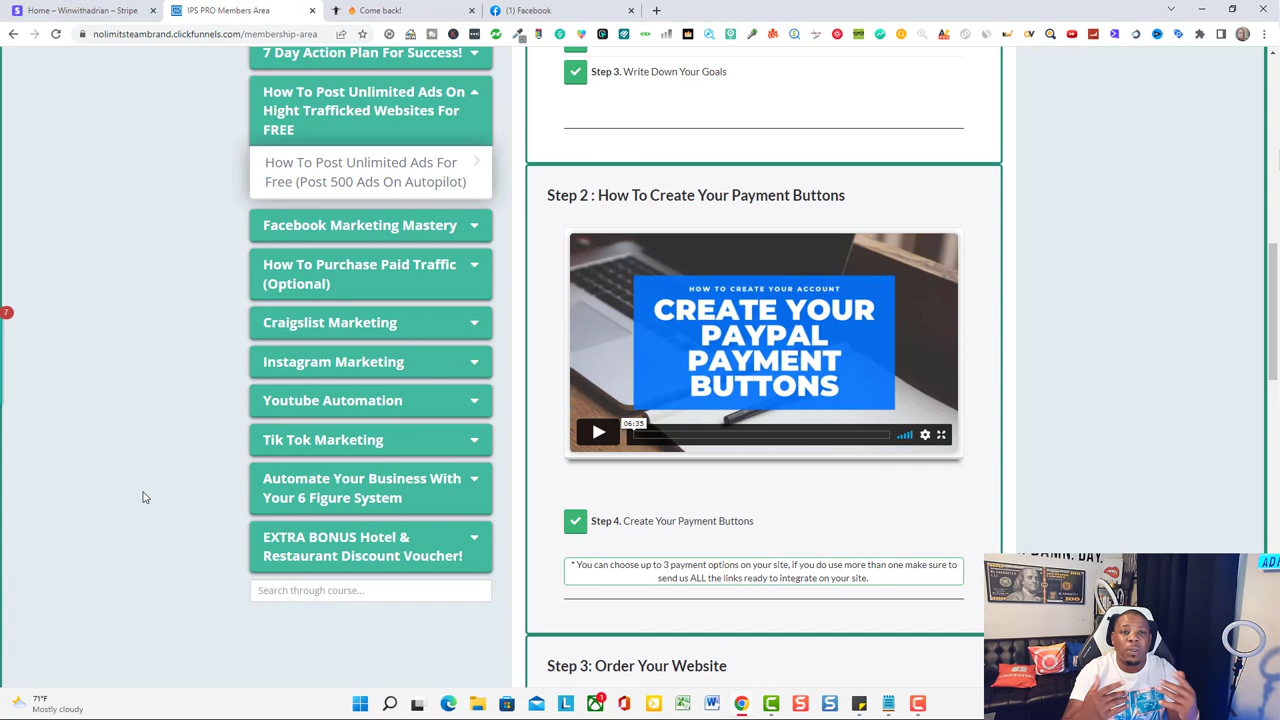 Home – Winwithadrian – Stripe
IPS PRO Members Area
Come back!
(1) Facebook
nolimitsteambrand.clickfunnels.com/membership-area
7 Day Action Plan For Success!
How To Post Unlimited Ads On
Hight Trafficked Websites For
FREE
How To Post Unlimited Ads For
Free (Post 500 Ads On Autopilot)
Facebook Marketing Mastery
How To Purchase Paid Traffic
(Optional)
Craigslist Marketing
Instagram Marketing
Youtube Automation
Tik Tok Marketing
Automate Your Business With
Your 6 Figure System
EXTRA BONUS Hotel &
Restaurant Discount Voucher!
Search through course...
7
Step 3. Write Down Your Goals
Step 2 : How To Create Your Payment Buttons
HOW TO CREATE YOUR ACCOUNT
CREATE YOUR
PAYPAL
PAYMENT
BUTTONS
06:35
Step 4. Create Your Payment Buttons
* You can choose up to 3 payment options on your site, if you do use more than one make sure to
send us ALL the links ready to integrate on your site.
Step 3: Order Your Website
DAMN. DAY.
71°F
Mostly cloudy